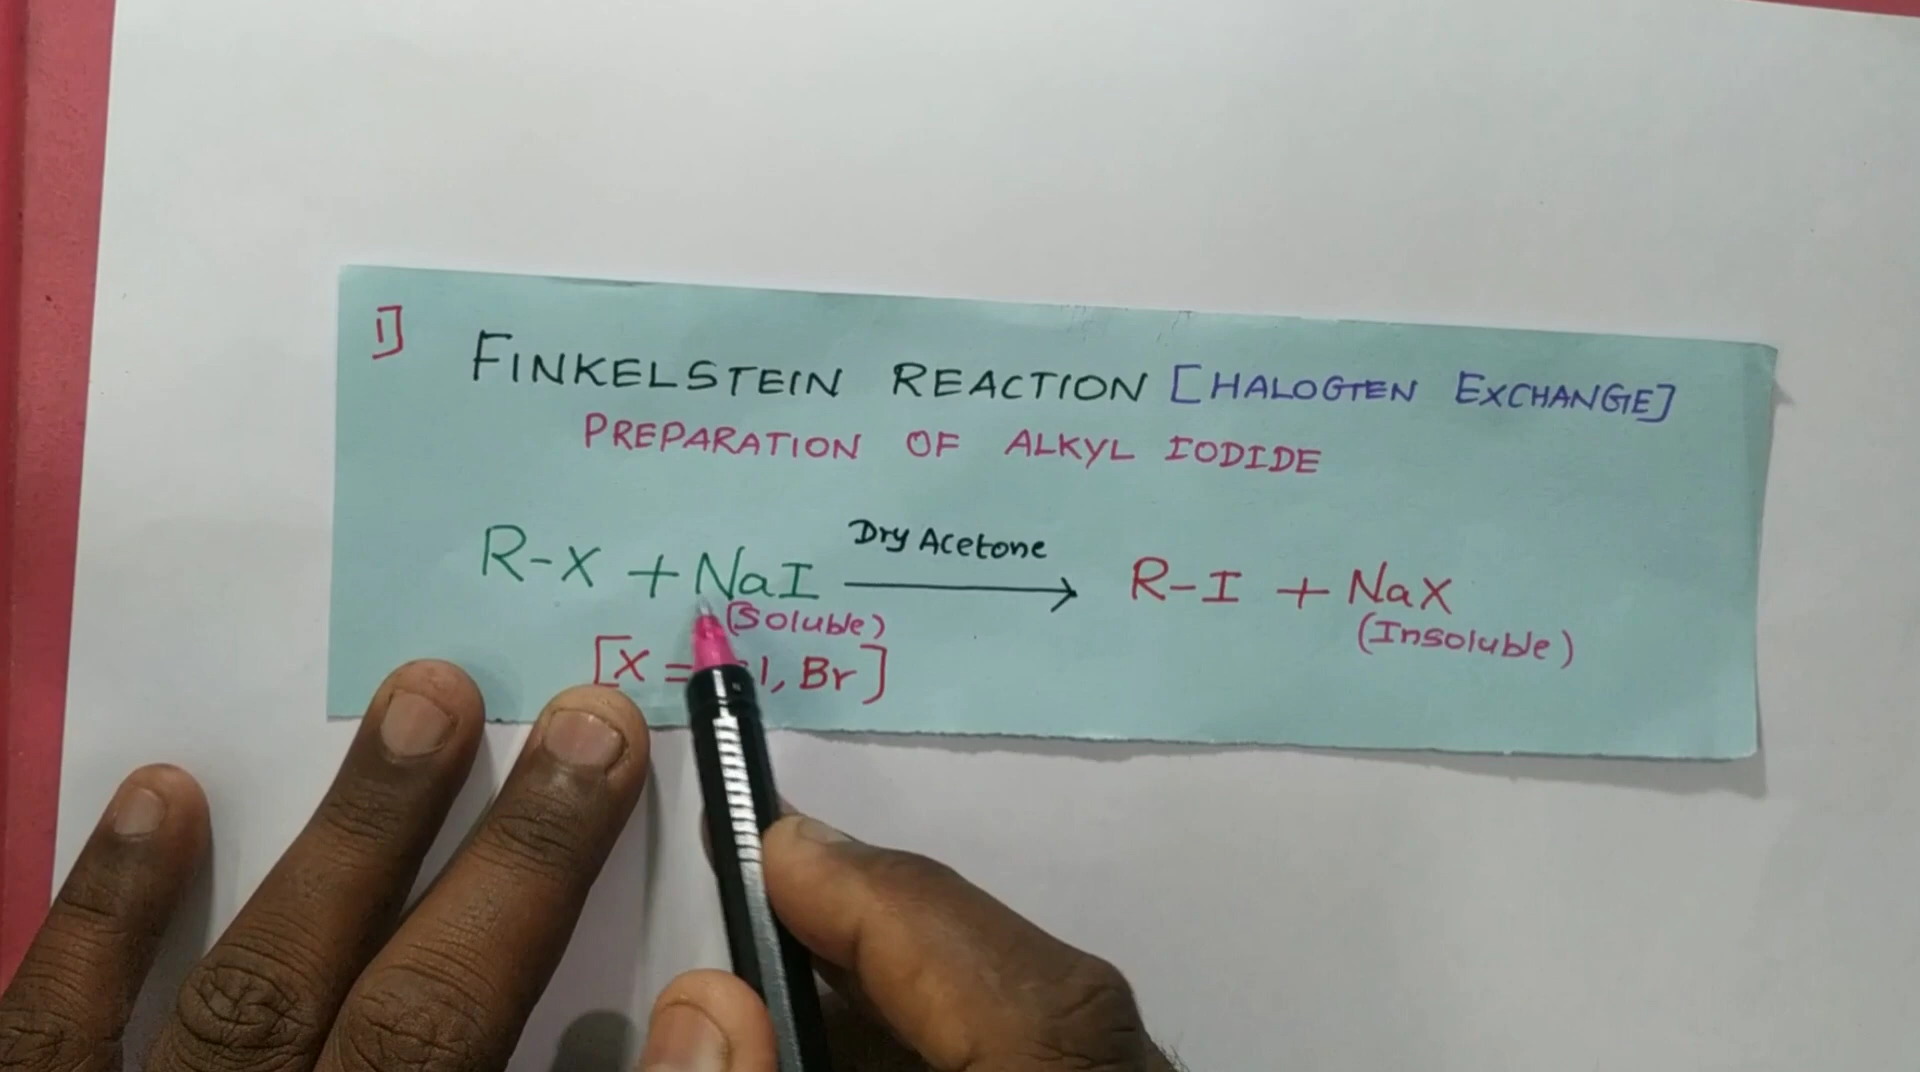 1] FINKELSTEIN REACTION [HALOGEN EXCHANGE]
PREPARATION OF ALKYL IODIDE
Dry Acetone
R-X + NaI ⟶ R-I + NaX
(Soluble) (Insoluble)
[X = l, Br]